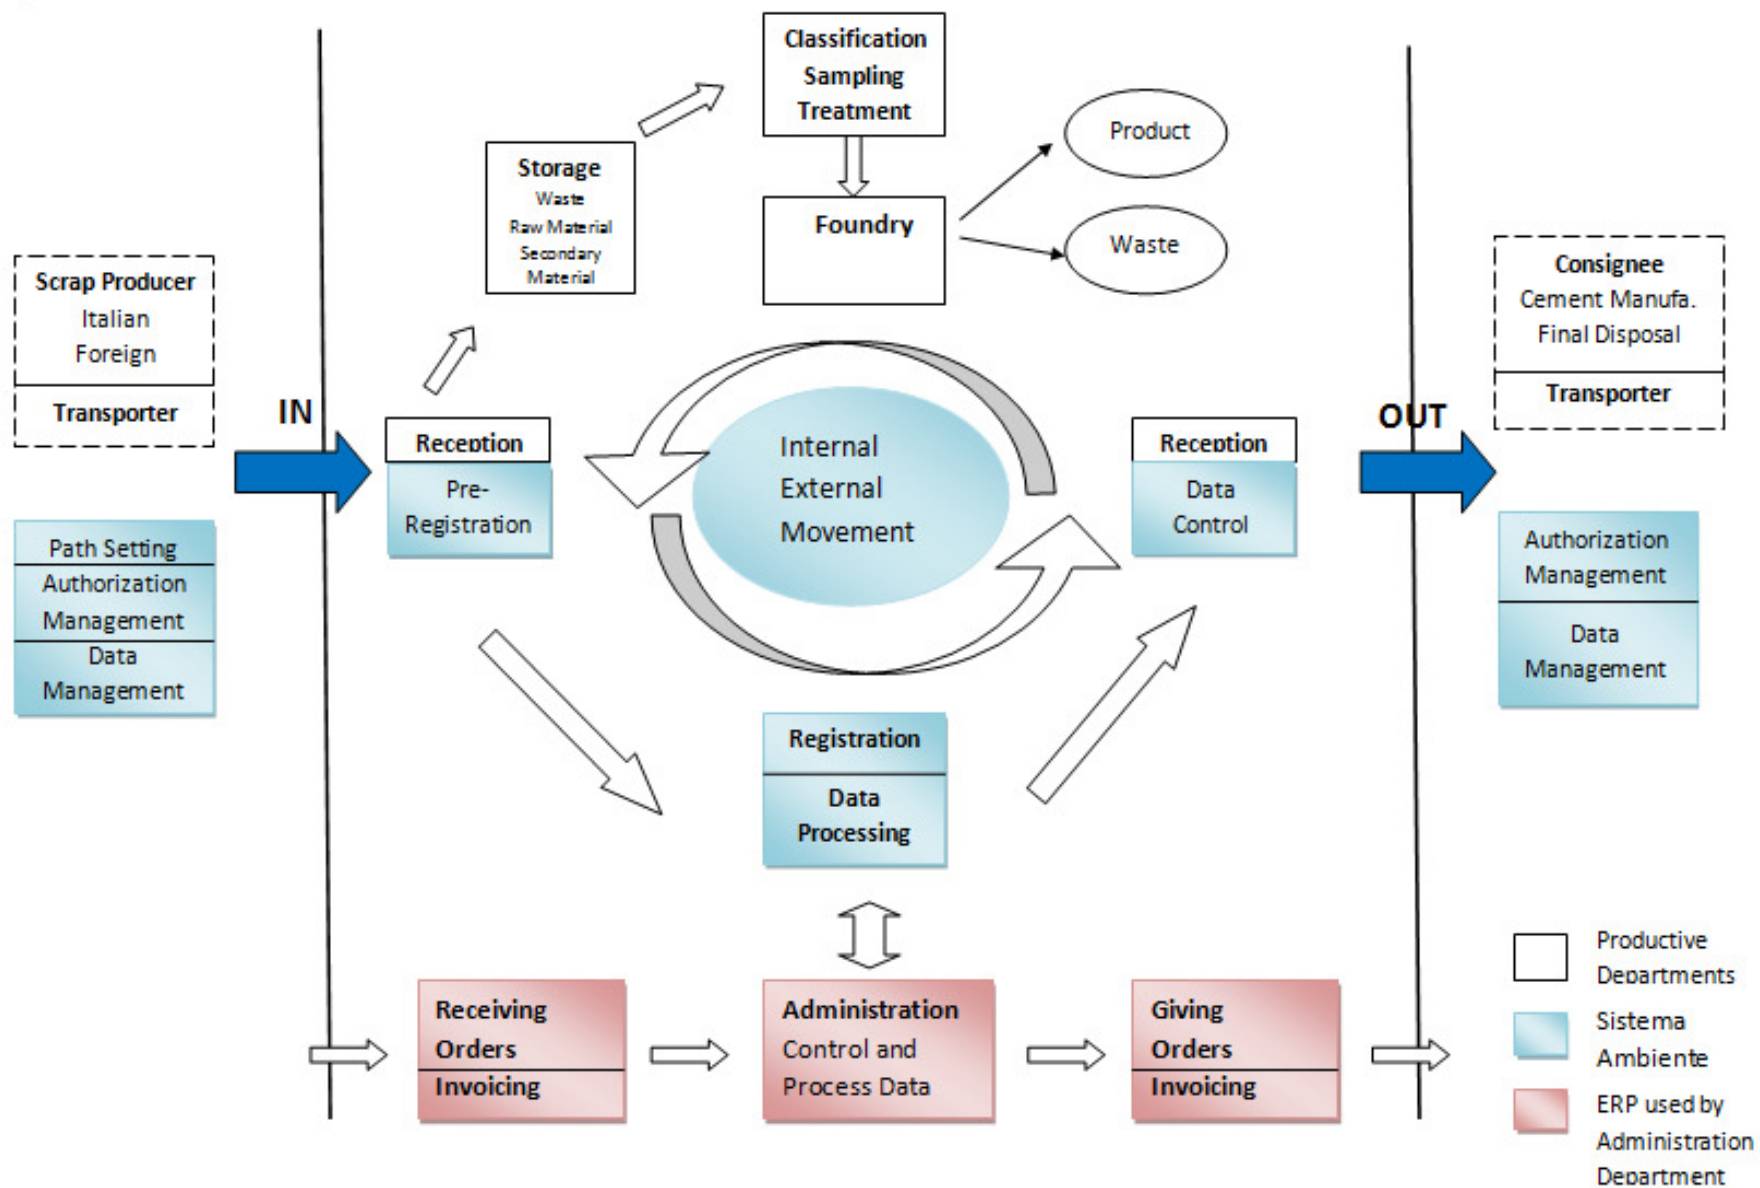 Classification
Sampling
Treatment
Product
Storage
Waste
Raw Material
Secondary
Material
Foundry
Waste
Scrap Producer
Italian
Foreign
Transporter
Consignee
Cement Manufa.
Final Disposal
Transporter
IN
OUT
Reception
Pre-
Registration
Internal
External
Movement
Reception
Data
Control
Path Setting
Authorization
Management
Data
Management
Authorization
Management
Data
Management
Registration
Data
Processing
Receiving
Orders
Invoicing
Administration
Control and
Process Data
Giving
Orders
Invoicing
Productive
Departments
Sistema
Ambiente
ERP used by
Administration
Department